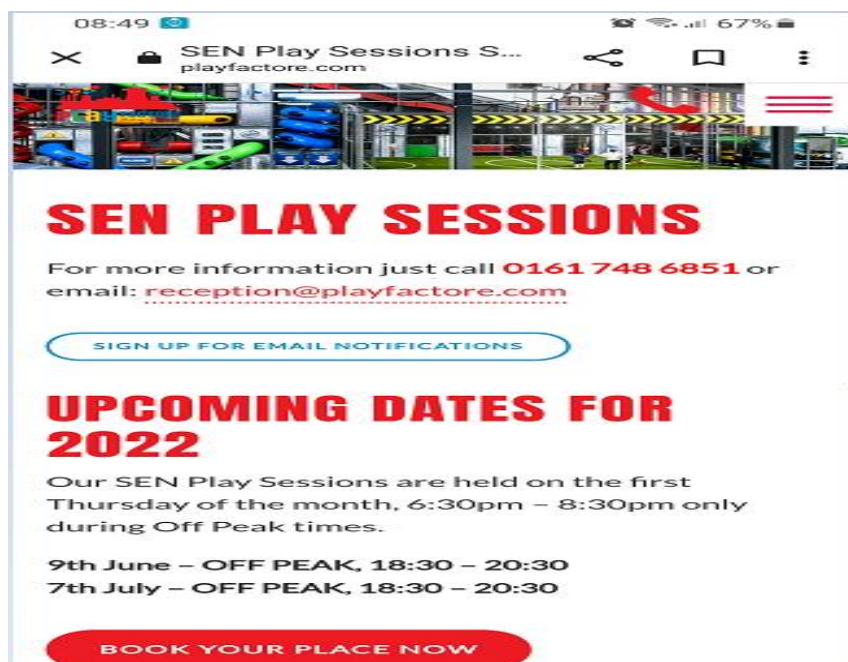 08:49 67%
SEN Play Sessions S...
playfactore.com
SEN PLAY SESSIONS
For more information just call 0161 748 6851 or
email: reception@playfactore.com
SIGN UP FOR EMAIL NOTIFICATIONS
UPCOMING DATES FOR
2022
Our SEN Play Sessions are held on the first
Thursday of the month, 6:30pm – 8:30pm only
during Off Peak times.
9th June – OFF PEAK, 18:30 – 20:30
7th July – OFF PEAK, 18:30 – 20:30
BOOK YOUR PLACE NOW